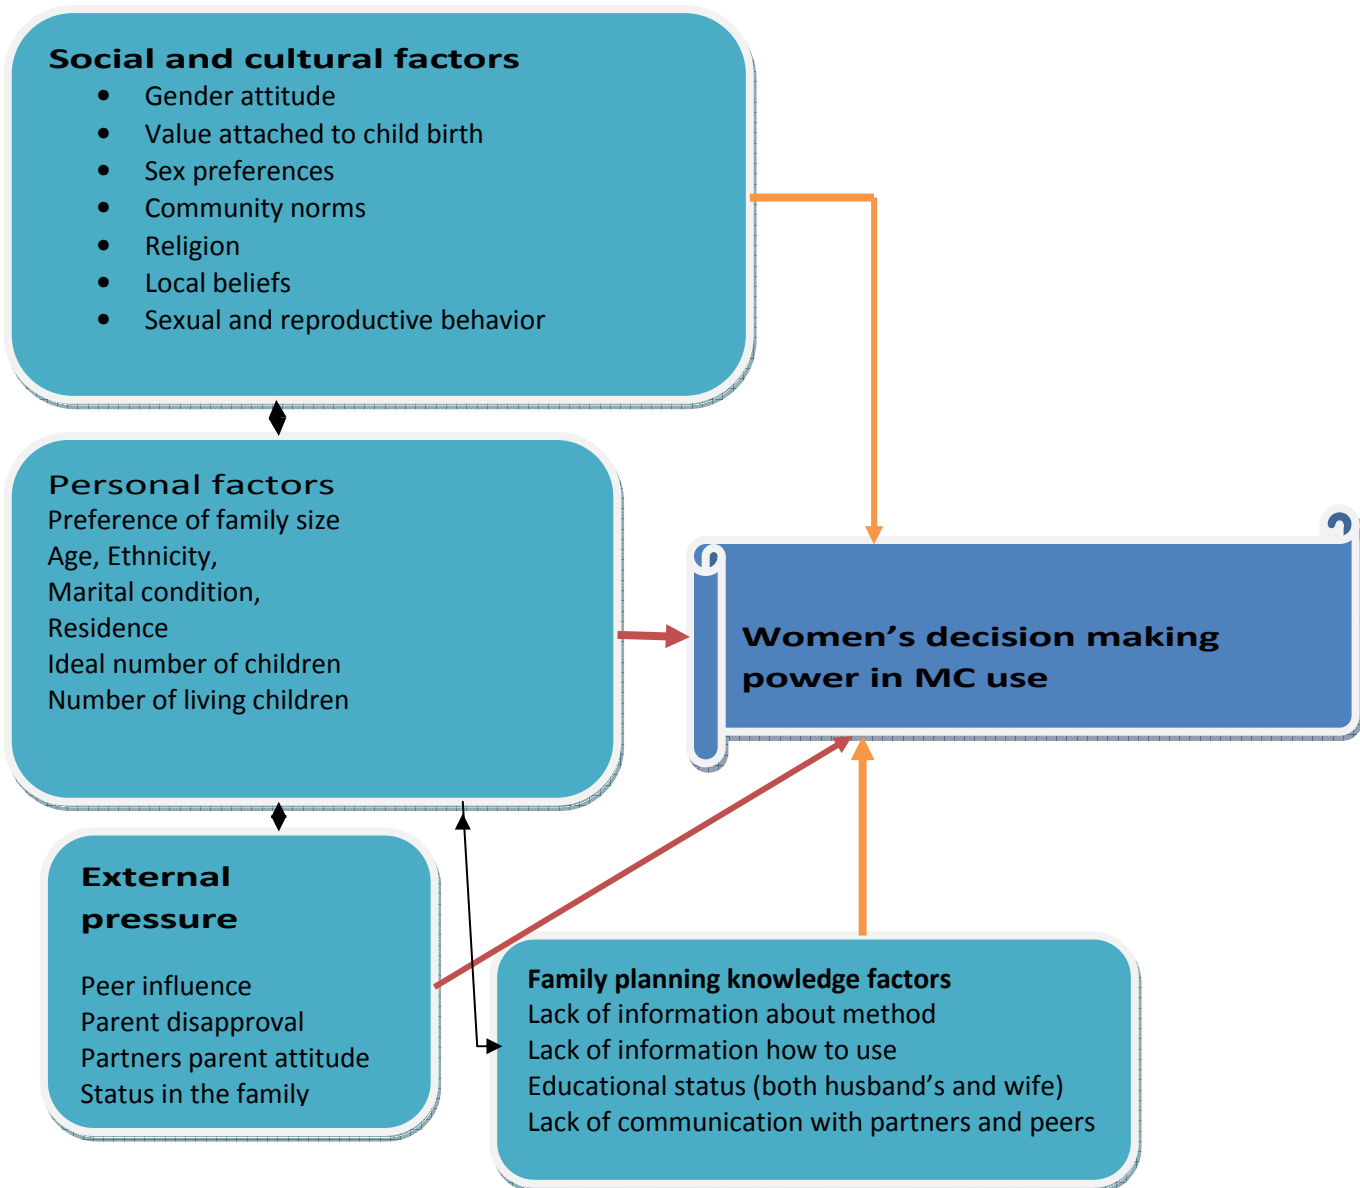 Social and cultural factors
• Gender attitude
• Value attached to child birth
• Sex preferences
• Community norms
• Religion
• Local beliefs
• Sexual and reproductive behavior
Personal factors
Preference of family size
Age, Ethnicity,
Marital condition,
Residence
Ideal number of children
Number of living children
Women’s decision making
power in MC use
External
pressure
Peer influence
Parent disapproval
Partners parent attitude
Status in the family
Family planning knowledge factors
Lack of information about method
Lack of information how to use
Educational status (both husband’s and wife)
Lack of communication with partners and peers